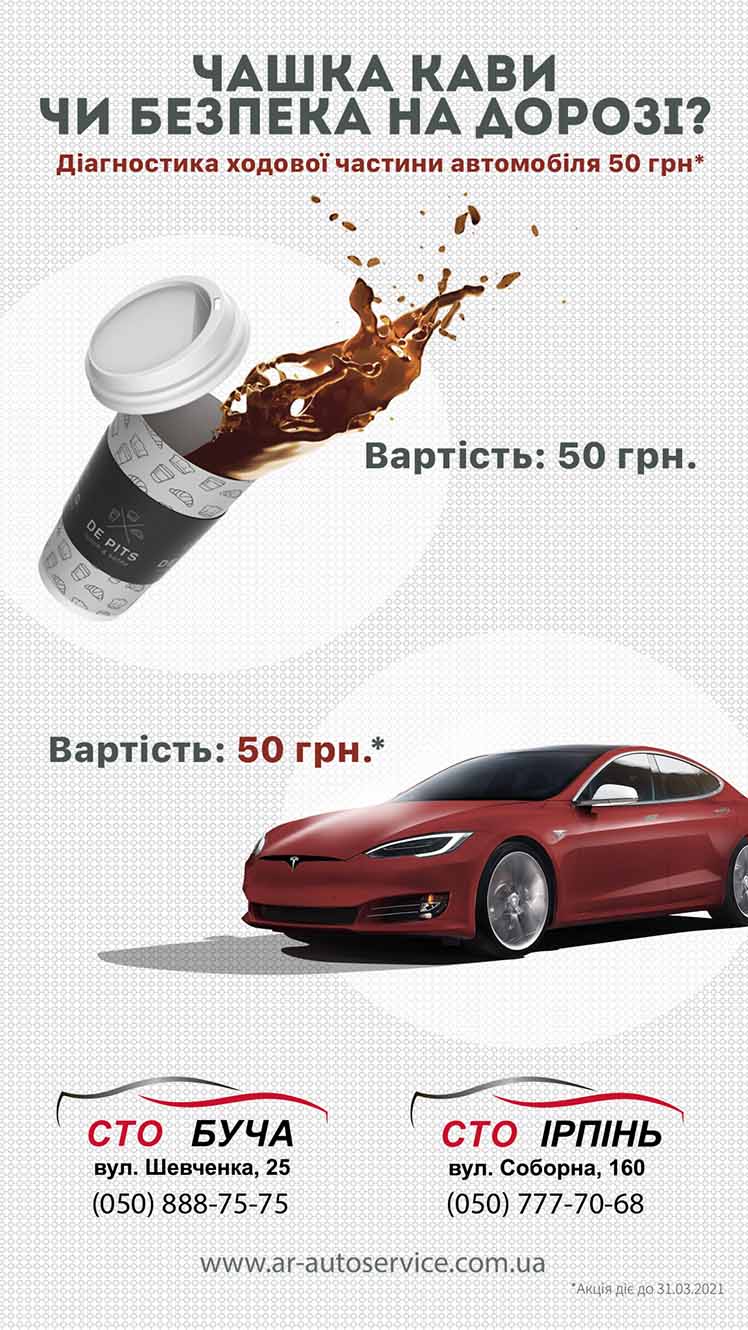 ЧАШКА КАВИ
ЧИ БЕЗПЕКА НА ДОРОЗІ?
Діагностика ходової частини автомобіля 50 грн*
Вартість: 50 грн.
DE PITS
Вартість: 50 грн.*
СТО БУЧА
вул. Шевченка, 25
(050) 888-75-75
СТО ІРПІНЬ
вул. Соборна, 160
(050) 777-70-68
www.ar-autoservice.com.ua
*Акція діє до 31.03.2021